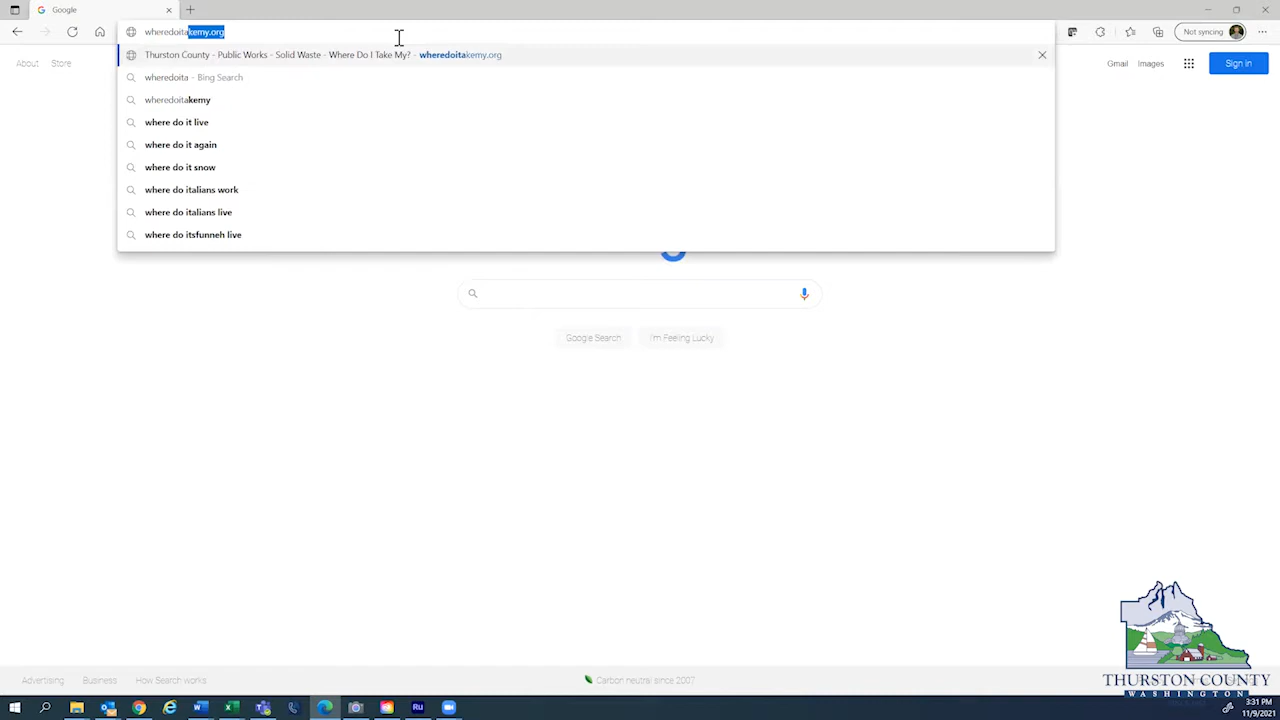 Google
wheredoitakemy.org
Not syncing
Thurston County - Public Works - Solid Waste - Where Do I Take My? - wheredoitakemy.org
About
Store
Gmail
Images
Sign in
wheredoita - Bing Search
wheredoitakemy
where do it live
where do it again
where do it snow
where do italians work
where do italians live
where do itsfunneh live
Google Search
I'm Feeling Lucky
Advertising
Business
How Search works
Carbon neutral since 2007
THURSTON COUNTY
WASHINGTON
3:31 PM
11/9/2021